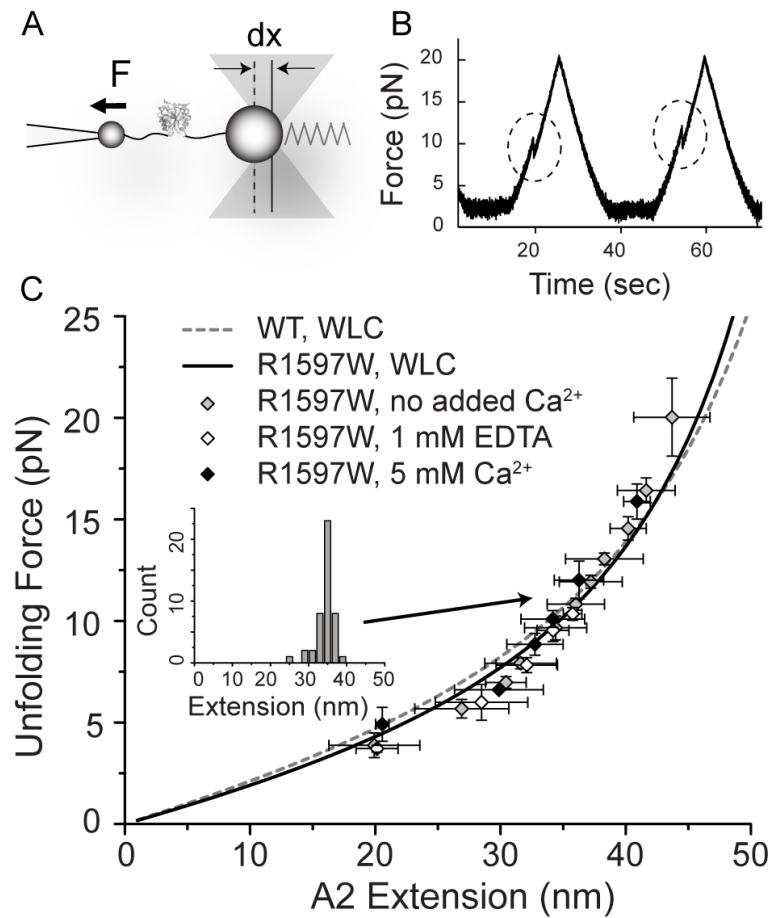 A
dx
F
B
Force (pN)
20
15
10
5
0
20
40
60
Time (sec)
C
Unfolding Force (pN)
25
20
15
10
5
0
WT, WLC
R1597W, WLC
R1597W, no added Ca²⁺
R1597W, 1 mM EDTA
R1597W, 5 mM Ca²⁺
Count
20
10
0
0 10 20 30 40 50
Extension (nm)
0 10 20 30 40 50
A2 Extension (nm)